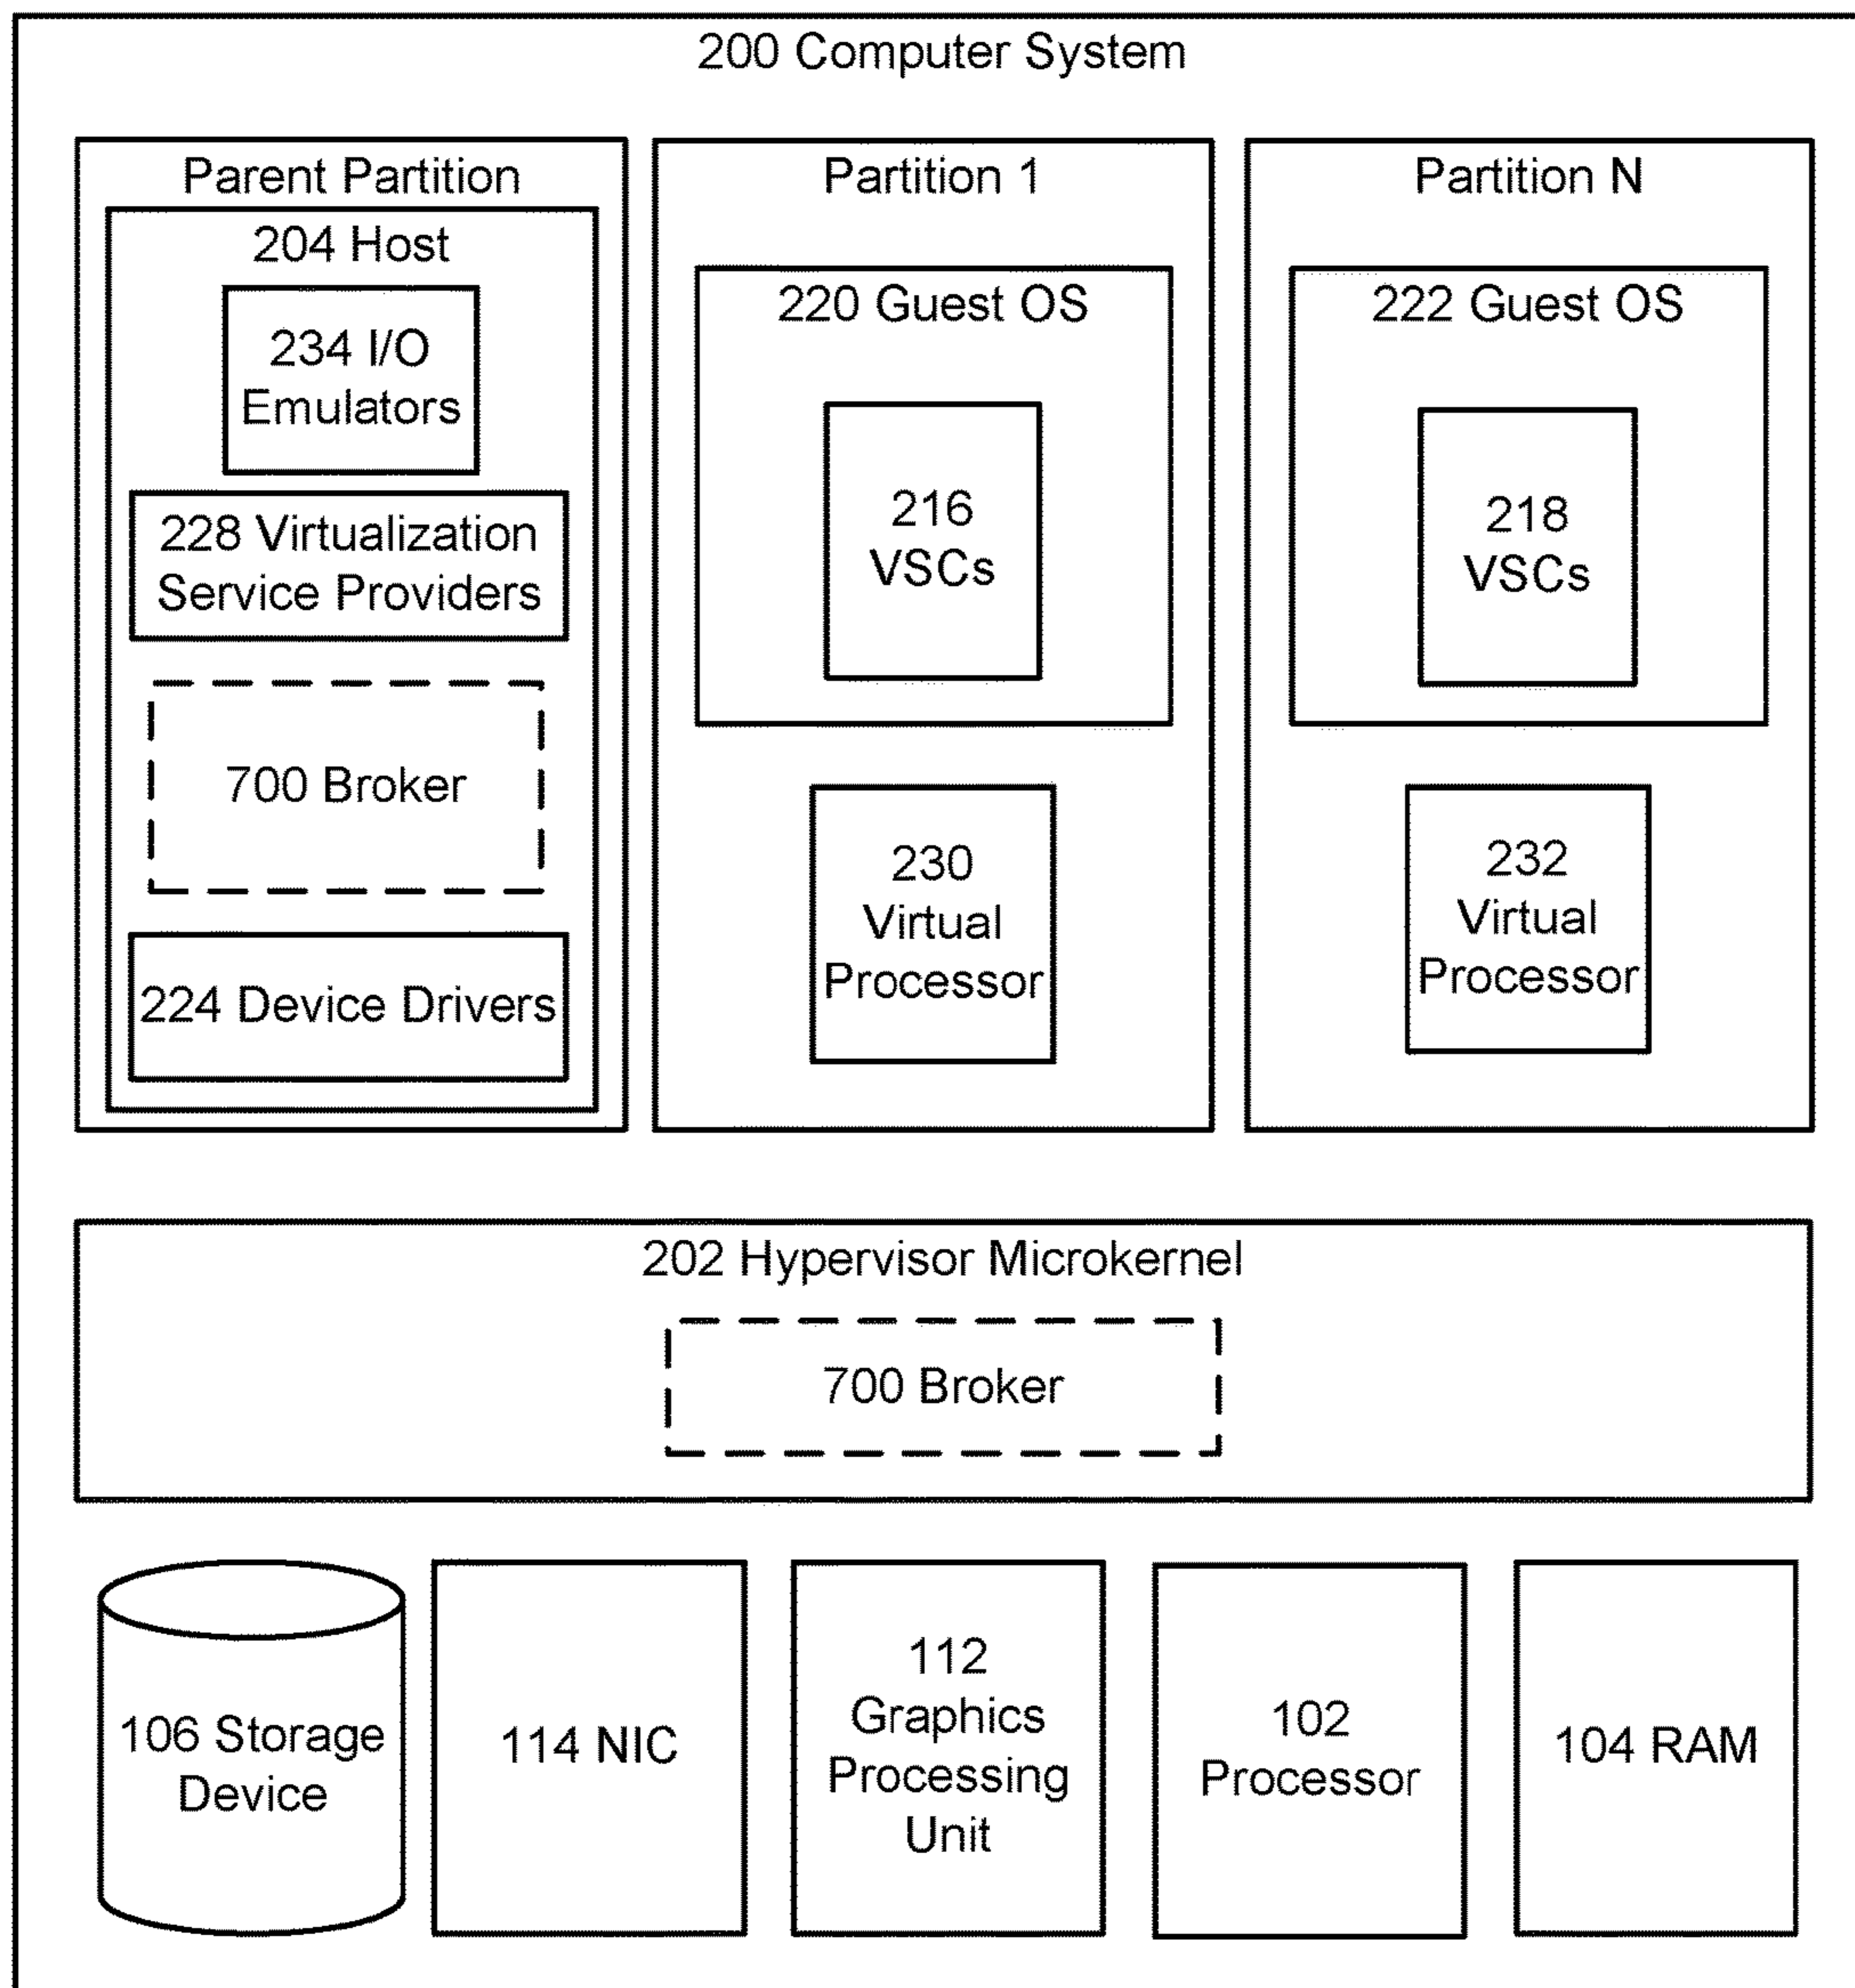 200 Computer System
Parent Partition
204 Host
234 I/O
Emulators
228 Virtualization
Service Providers
700 Broker
224 Device Drivers
Partition 1
220 Guest OS
216
VSCs
230
Virtual
Processor
Partition N
222 Guest OS
218
VSCs
232
Virtual
Processor
202 Hypervisor Microkernel
700 Broker
106 Storage
Device
114 NIC
112
Graphics
Processing
Unit
102
Processor
104 RAM